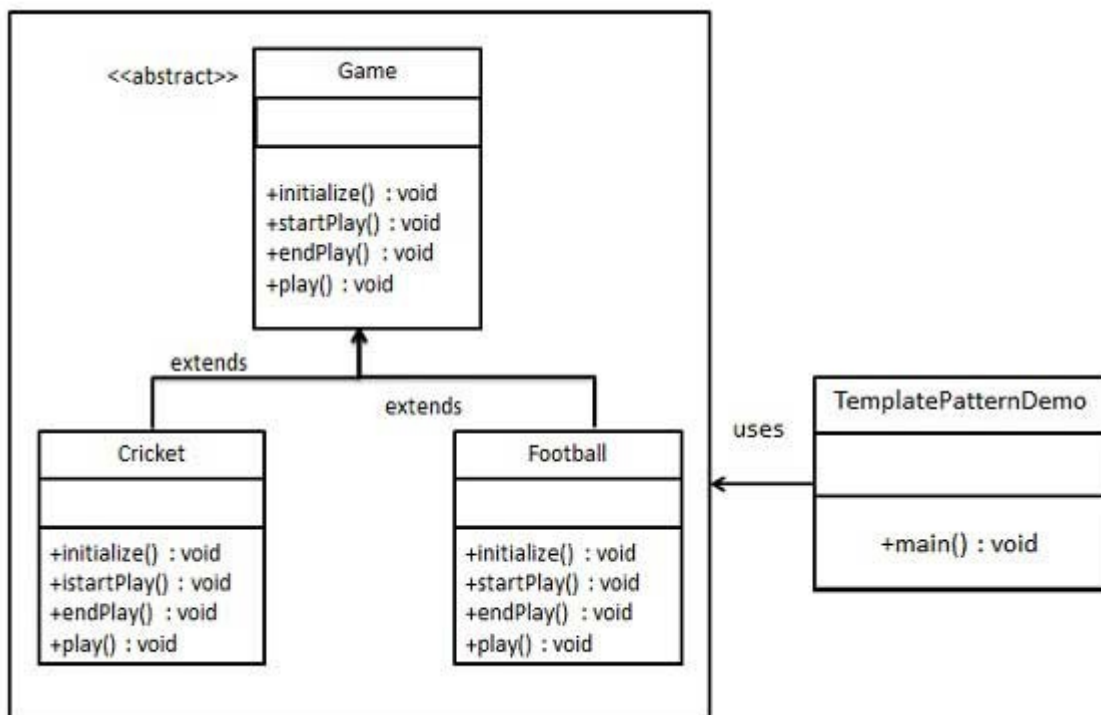 <<abstract>>
Game
+initialize() : void
+startPlay() : void
+endPlay() : void
+play() : void
extends
extends
Cricket
+initialize() : void
+istartPlay() : void
+endPlay() : void
+play() : void
Football
+initialize() : void
+startPlay() : void
+endPlay() : void
+play() : void
uses
TemplatePatternDemo
+main() : void